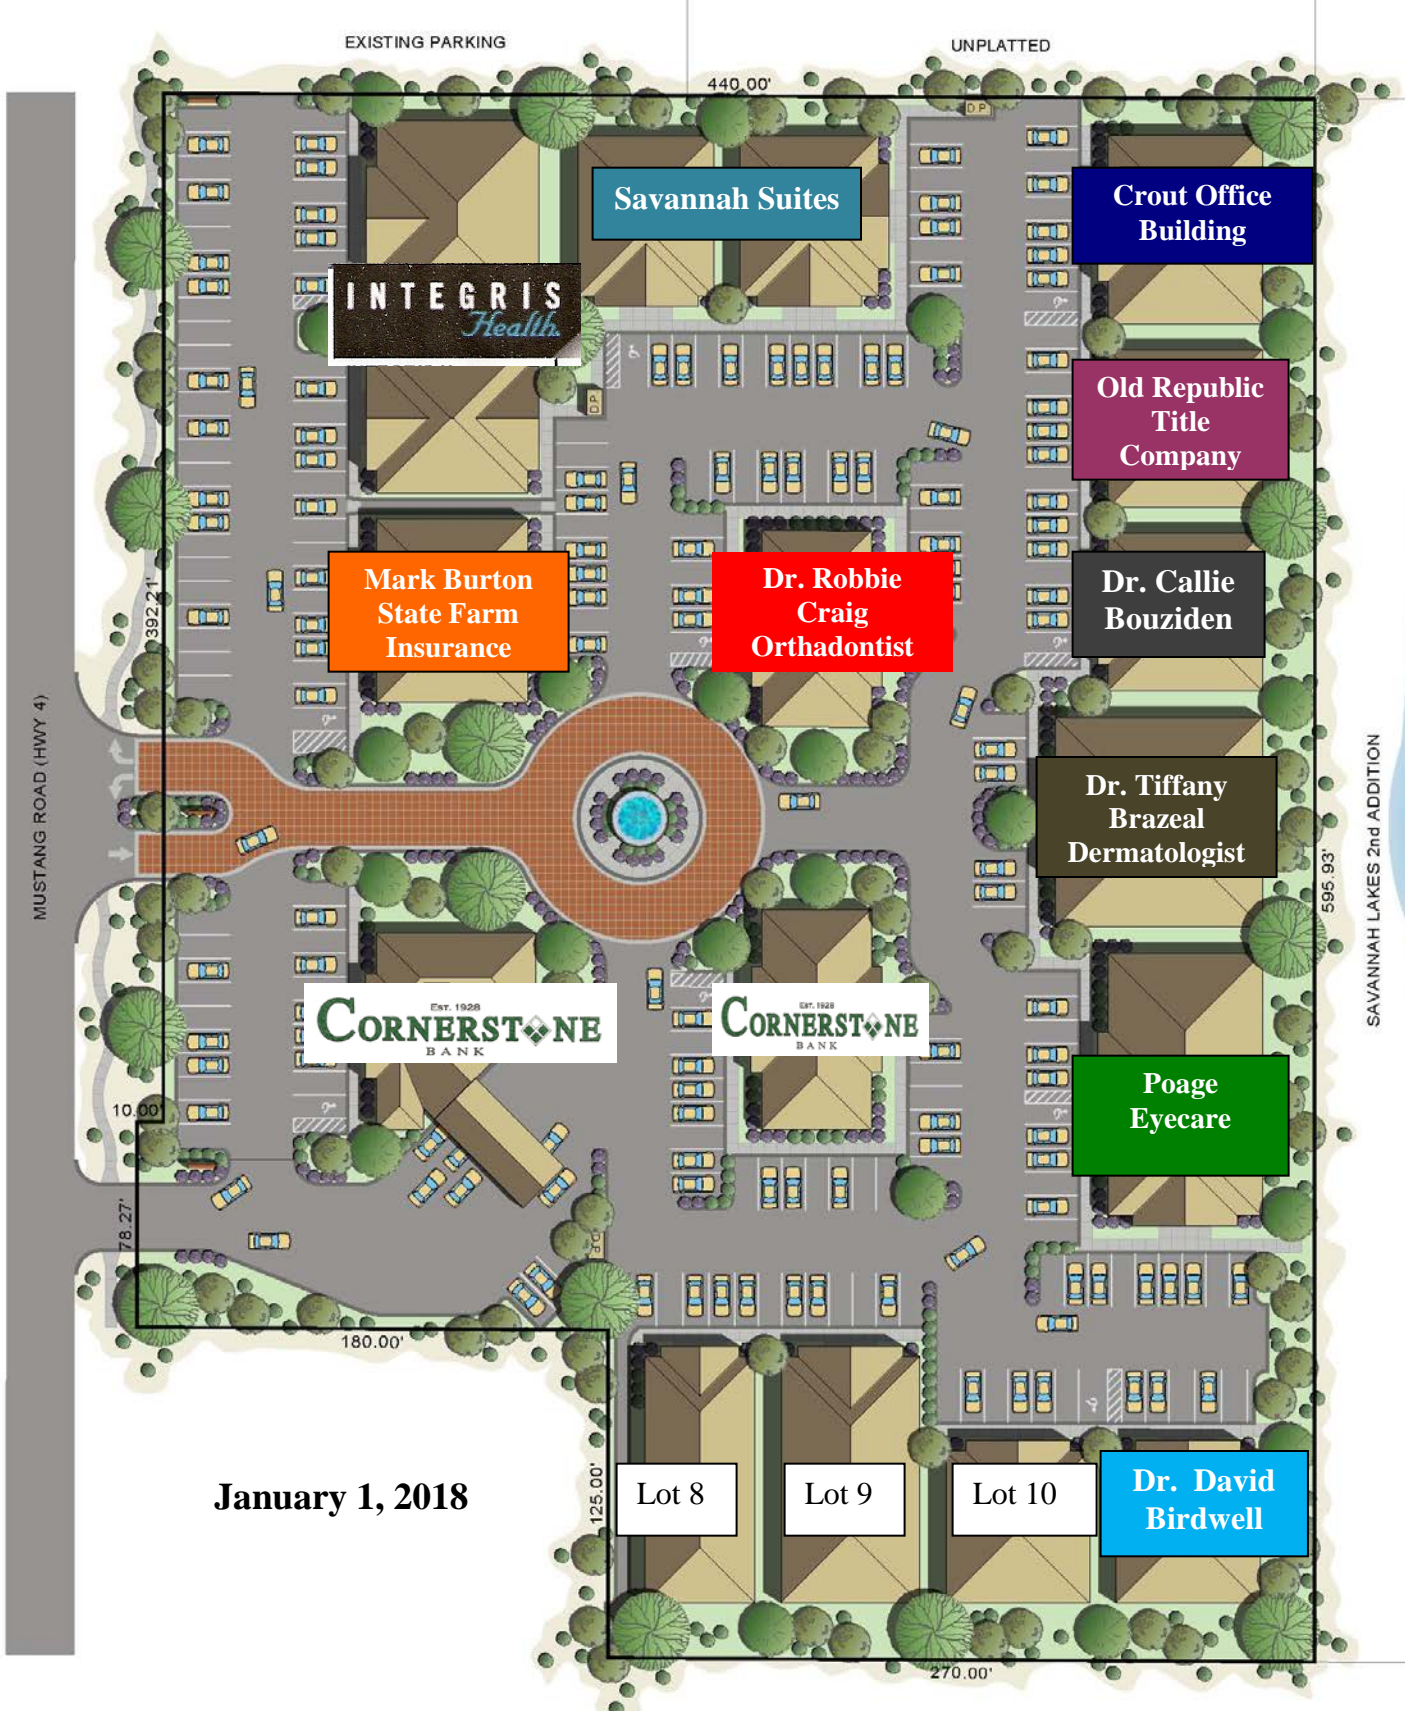 EXISTING PARKING
UNPLATTED
440.00'
D.P.
Savannah Suites
Crout Office
Building
INTEGRIS
Health
D.P.
Old Republic
Title
Company
392.21'
Mark Burton
State Farm
Insurance
Dr. Robbie
Craig
Orthadontist
Dr. Callie
Bouziden
MUSTANG ROAD (HWY 4)
Dr. Tiffany
Brazeal
Dermatologist
SAVANNAH LAKES 2nd ADDITION
595.93'
EST. 1928
CORNERSTONE
BANK
EST. 1928
CORNERSTONE
BANK
Poage
Eyecare
10.00'
78.27'
D.P.
180.00'
January 1, 2018
125.00'
Lot 8
Lot 9
Lot 10
Dr.  David
Birdwell
270.00'